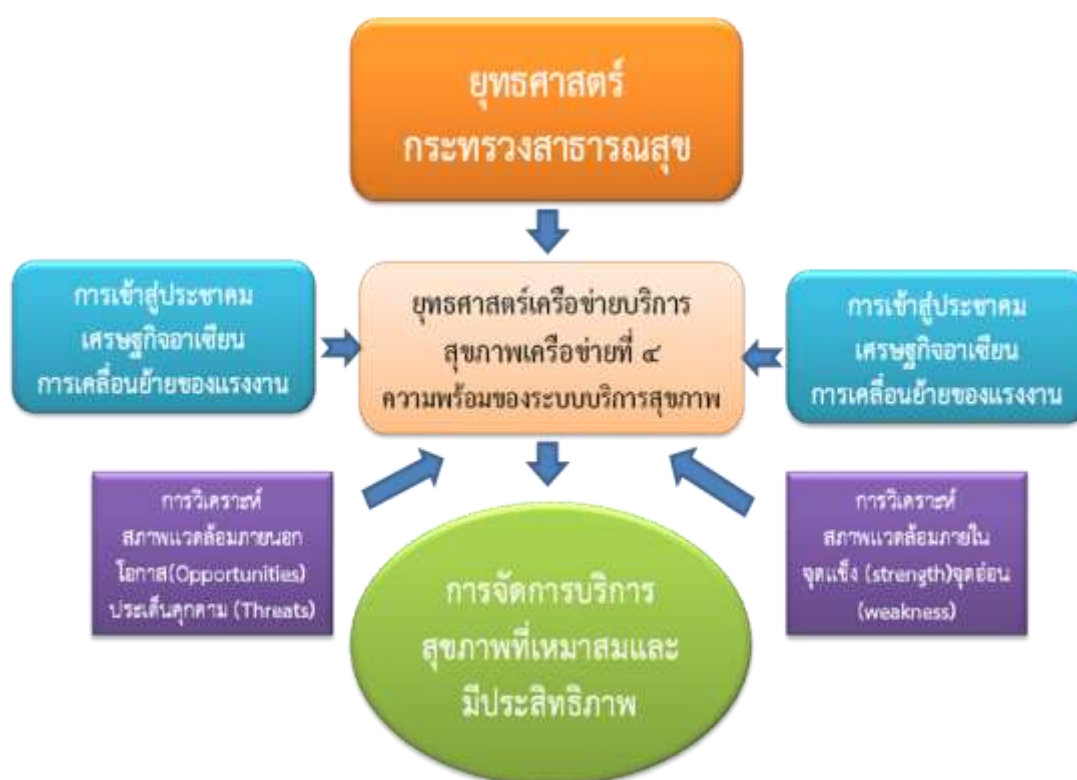 ยุทธศาสตร์
กระทรวงสาธารณสุข
การเข้าสู่ประชาคม
เศรษฐกิจอาเซียน
การเคลื่อนย้ายของแรงงาน
ยุทธศาสตร์เครือข่ายบริการ
สุขภาพเครือข่ายที่ ๔
ความพร้อมของระบบบริการสุขภาพ
การเข้าสู่ประชาคม
เศรษฐกิจอาเซียน
การเคลื่อนย้ายของแรงงาน
การวิเคราะห์
สภาพแวดล้อมภายนอก
โอกาส(Opportunities)
ประเด็นคุกคาม (Threats)
การวิเคราะห์
สภาพแวดล้อมภายใน
จุดแข็ง (strength)จุดอ่อน
(weakness)
การจัดการบริการ
สุขภาพที่เหมาสมและ
มีประสิทธิภาพ